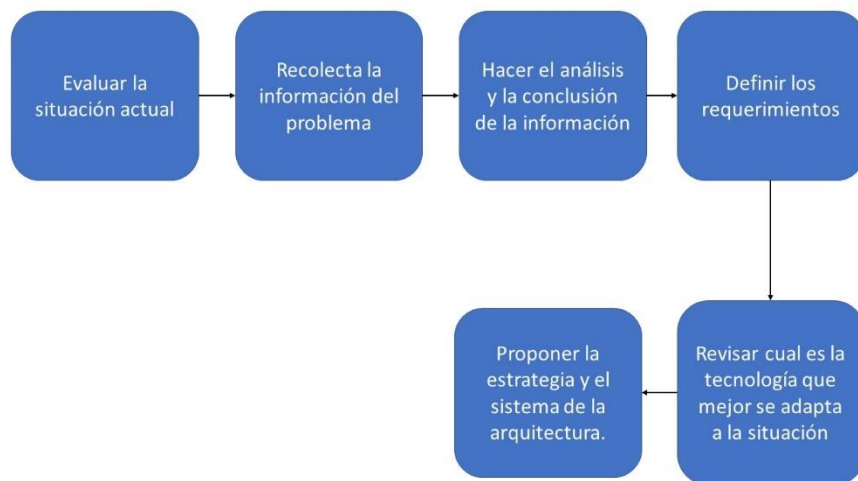 Evaluar la
situación actual
Recolecta la
información del
problema
Hacer el análisis
y la conclusión
de la información
Definir los
requerimientos
Revisar cual es la
tecnología que
mejor se adapta
a la situación
Proponer la
estrategia y el
sistema de la
arquitectura.